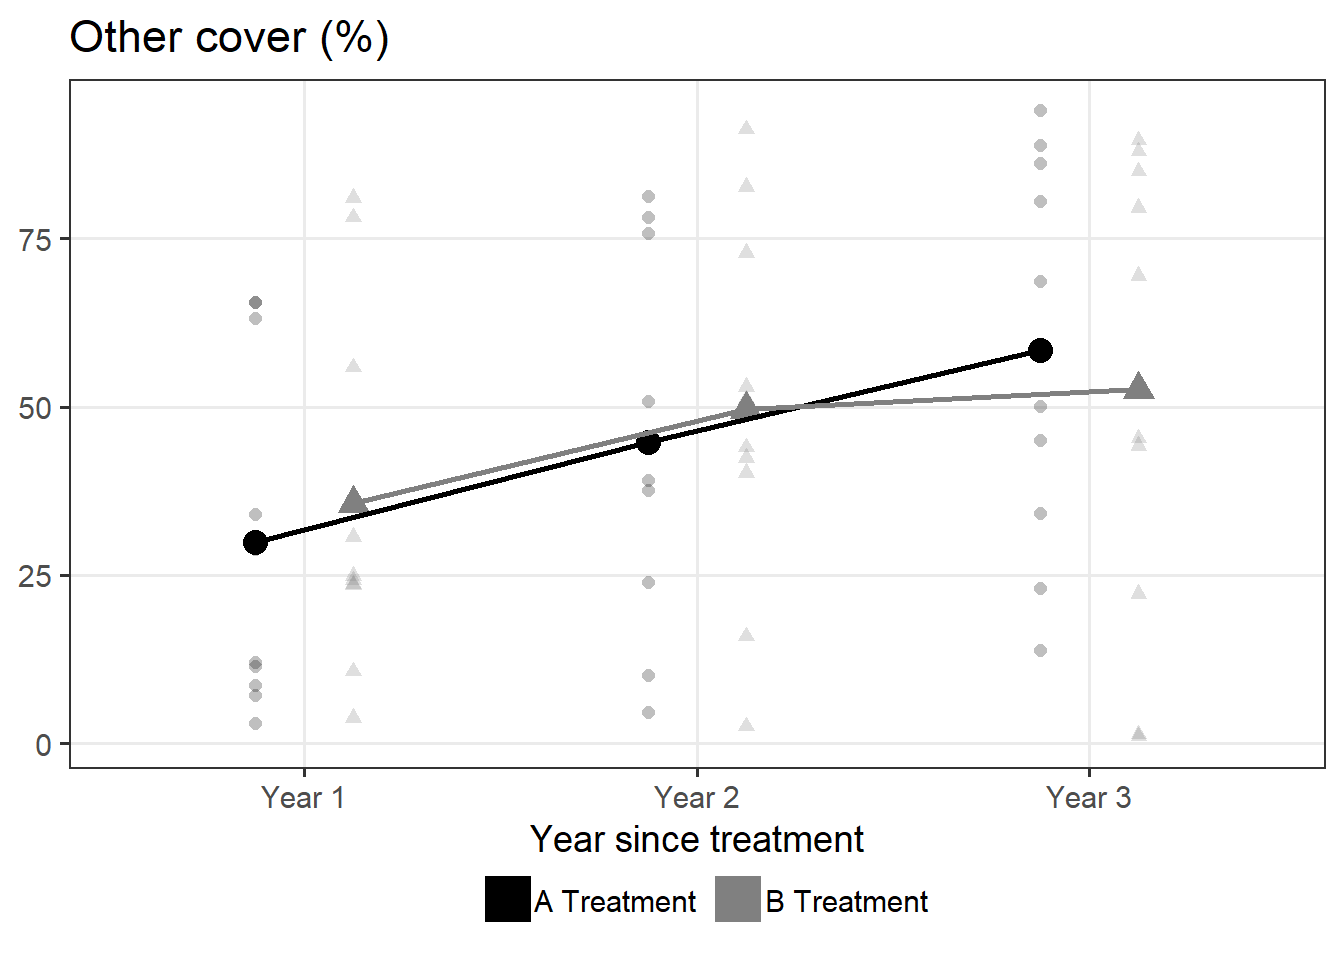 Other cover (%)
75
50
25
0
Year 1
Year 2
Year 3
Year since treatment
A Treatment
B Treatment